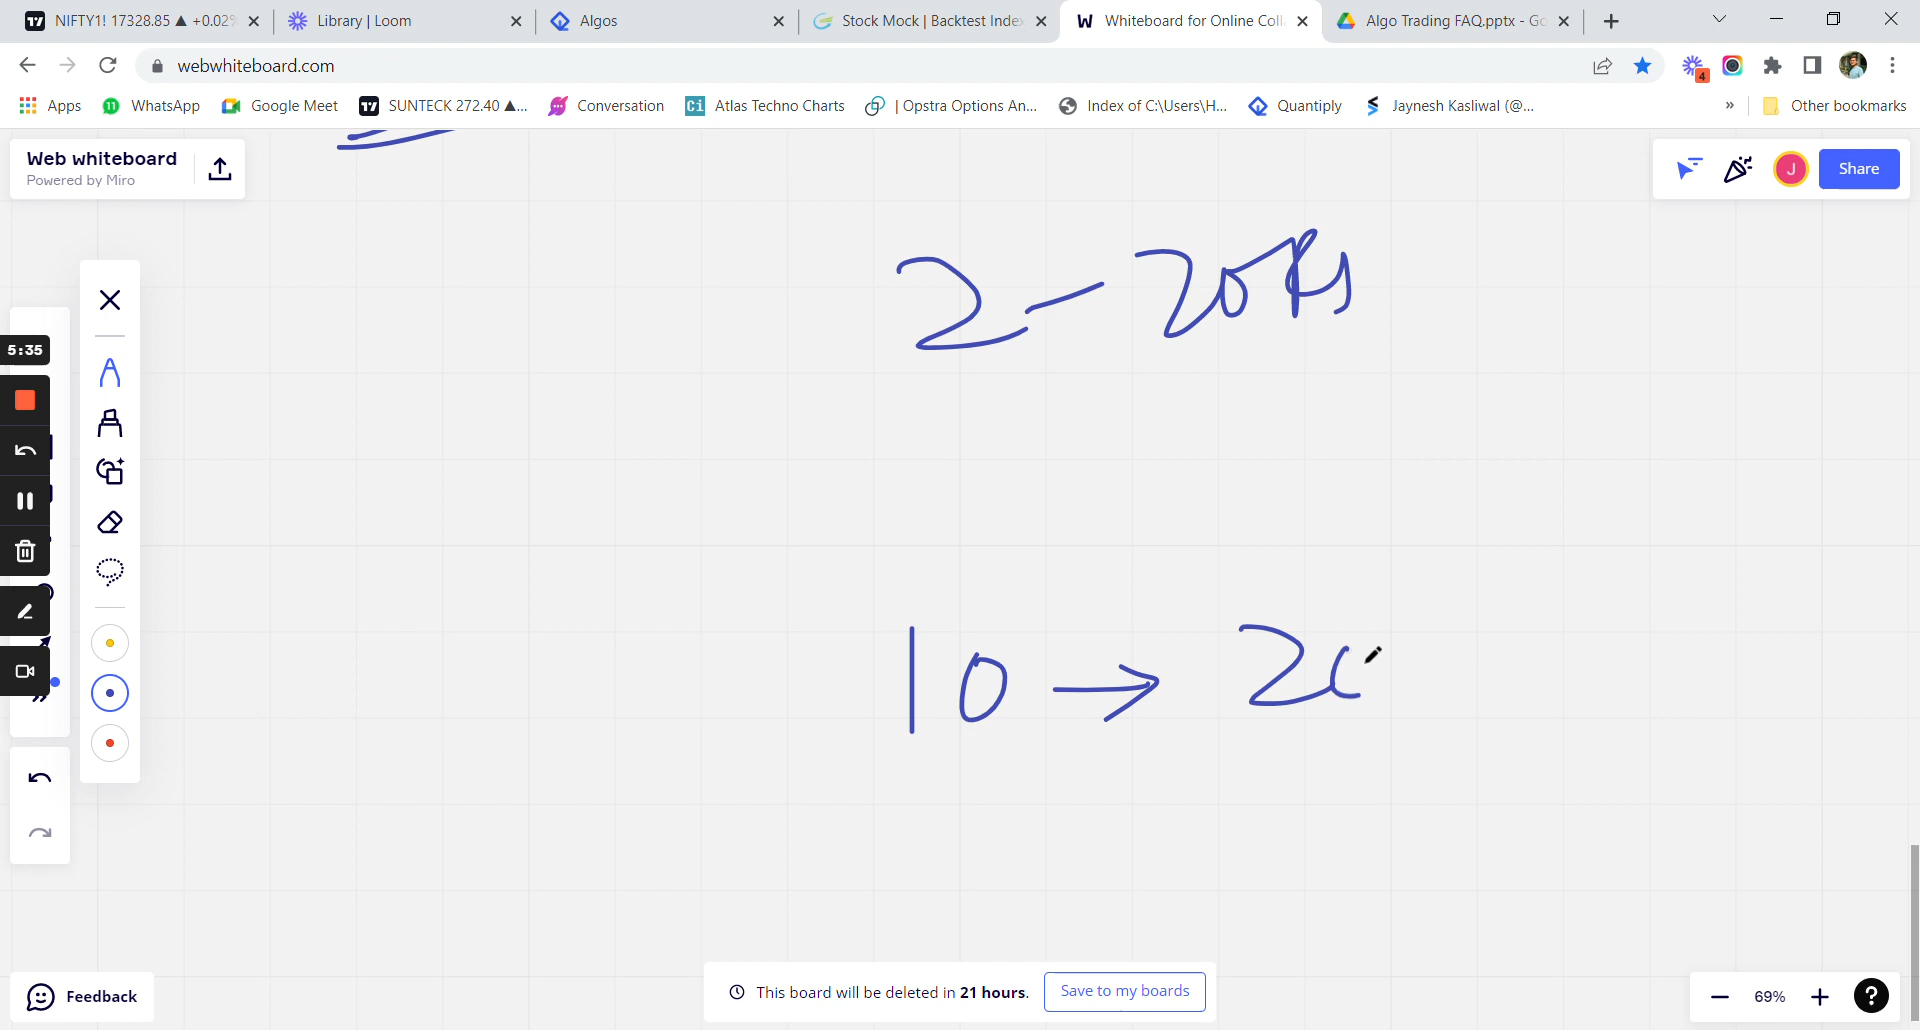 NIFTY1! 17328.85 ▲ +0.02%
Library | Loom
Algos
Stock Mock | Backtest Index
Whiteboard for Online Coll
Algo Trading FAQ.pptx - Go
webwhiteboard.com
4
Apps
WhatsApp
Google Meet
SUNTECK 272.40 ▲...
Conversation
Atlas Techno Charts
| Opstra Options An...
Index of C:\Users\H...
Quantiply
Jaynesh Kasliwal (@...
»
Other bookmarks
Web whiteboard
Powered by Miro
J
Share
2 - 20Rs
5:35
10 → 20
Feedback
This board will be deleted in 21 hours.
Save to my boards
69%